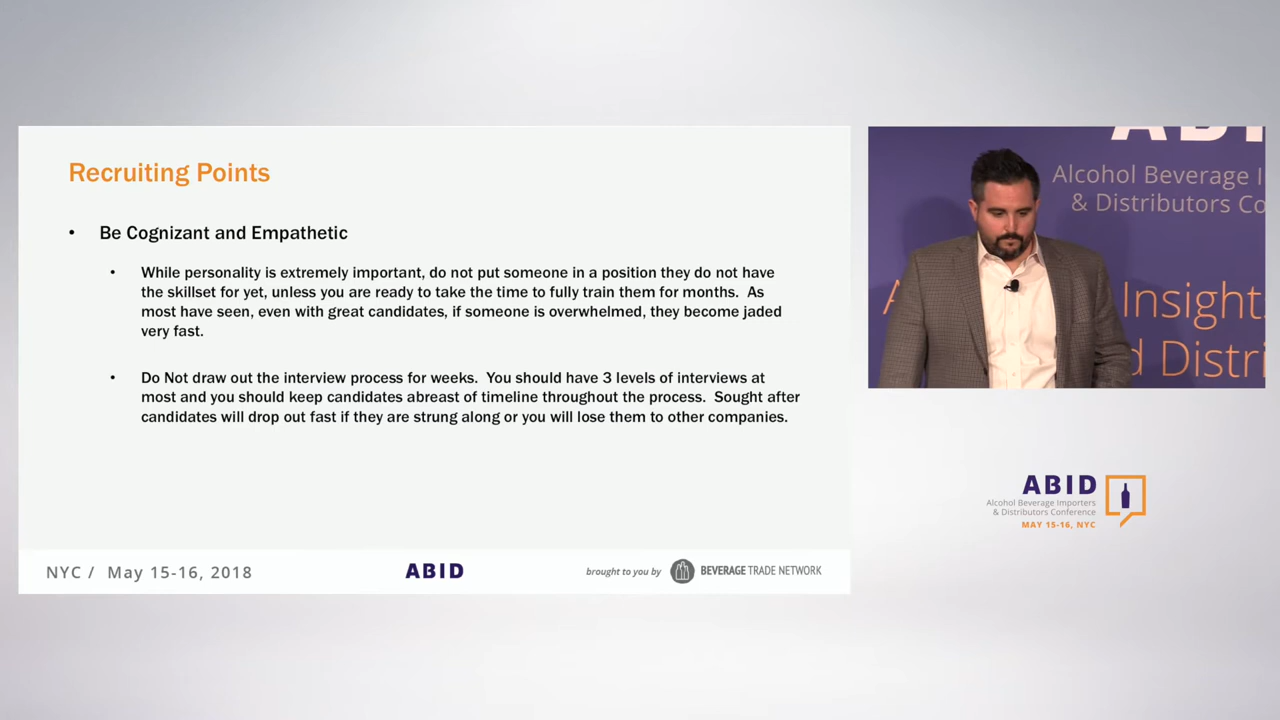 Recruiting Points
• Be Cognizant and Empathetic
• While personality is extremely important, do not put someone in a position they do not have
the skillset for yet, unless you are ready to take the time to fully train them for months. As
most have seen, even with great candidates, if someone is overwhelmed, they become jaded
very fast.
• Do Not draw out the interview process for weeks. You should have 3 levels of interviews at
most and you should keep candidates abreast of timeline throughout the process. Sought after
candidates will drop out fast if they are strung along or you will lose them to other companies.
NYC / May 15-16, 2018
ABID
brought to you by
BEVERAGE TRADE NETWORK
Alcohol Beverage
& Distributors
Insights
Distri
ABID
Alcohol Beverage Importers
& Distributors Conference
MAY 15-16, NYC